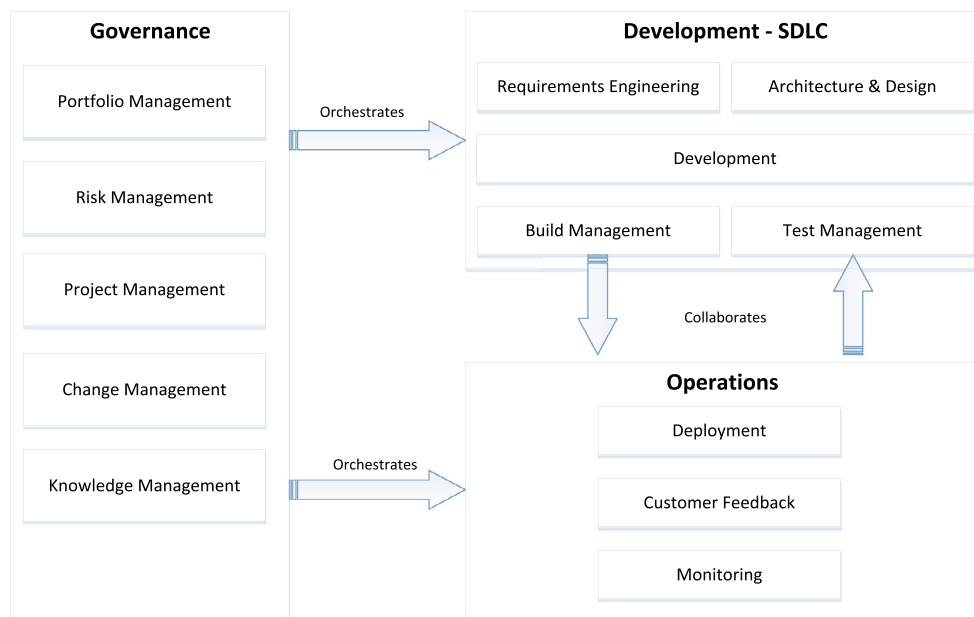 Governance
Portfolio Management
Risk Management
Project Management
Change Management
Knowledge Management
Orchestrates
Orchestrates
Development - SDLC
Requirements Engineering
Architecture & Design
Development
Build Management
Test Management
Collaborates
Operations
Deployment
Customer Feedback
Monitoring